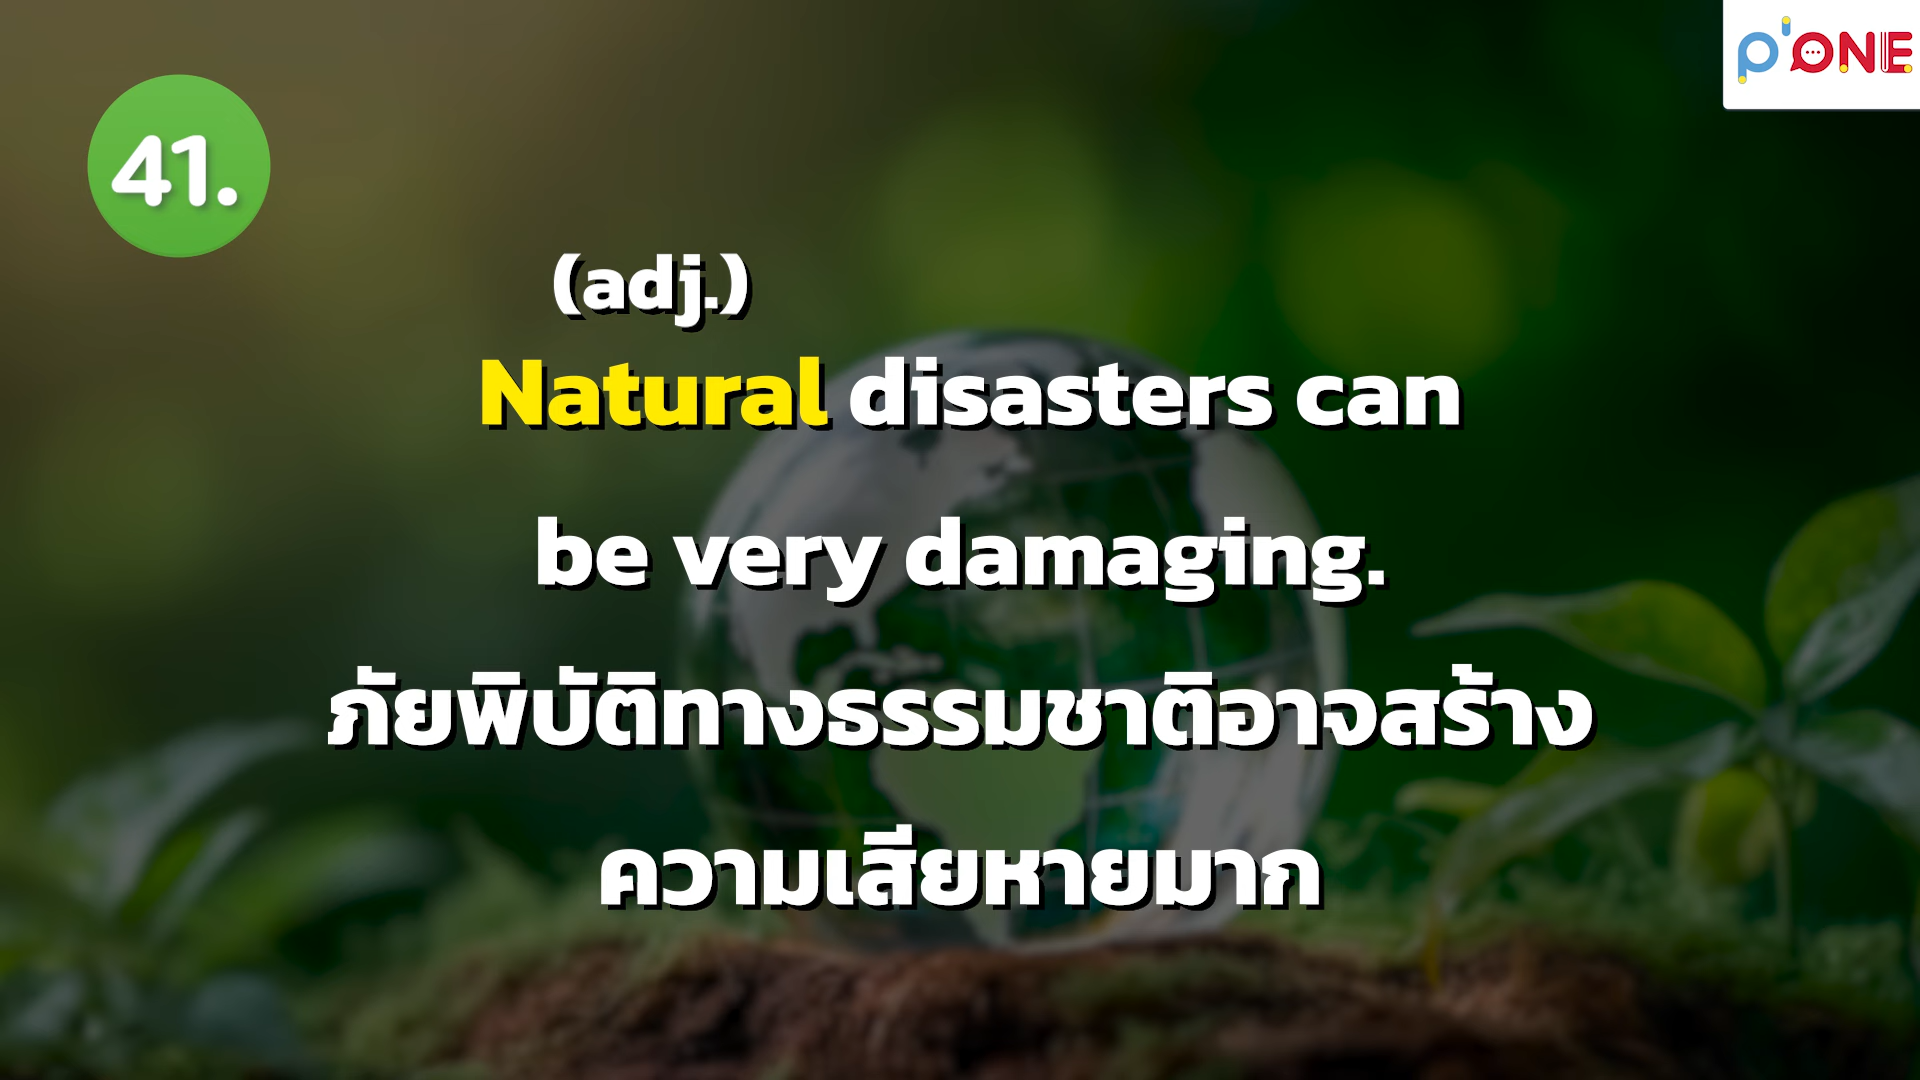 P'ONE
41.
(adj.)
Natural disasters can
be very damaging.
ภัยพิบัติทางธรรมชาติอาจสร้าง
ความเสียหายมาก